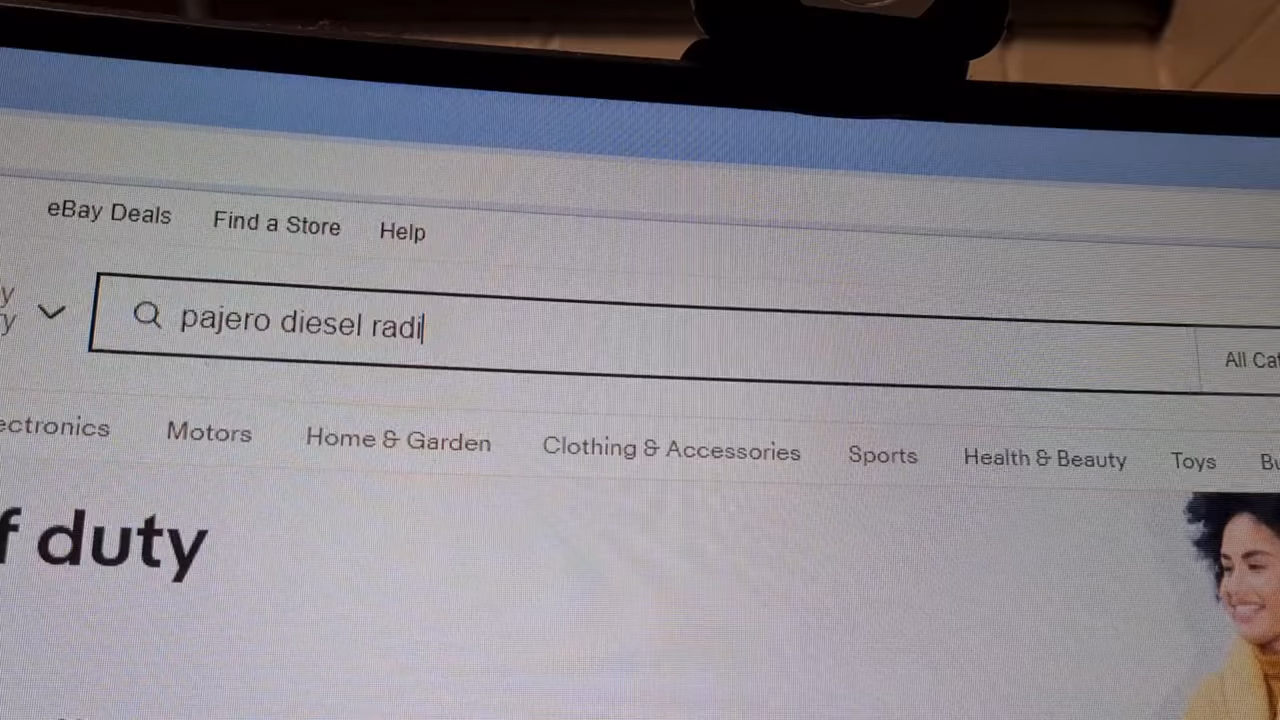 eBay Deals Find a Store Help
y
y
pajero diesel radi
All Cat
ectronics Motors Home & Garden Clothing & Accessories Sports Health & Beauty Toys Bu
f duty